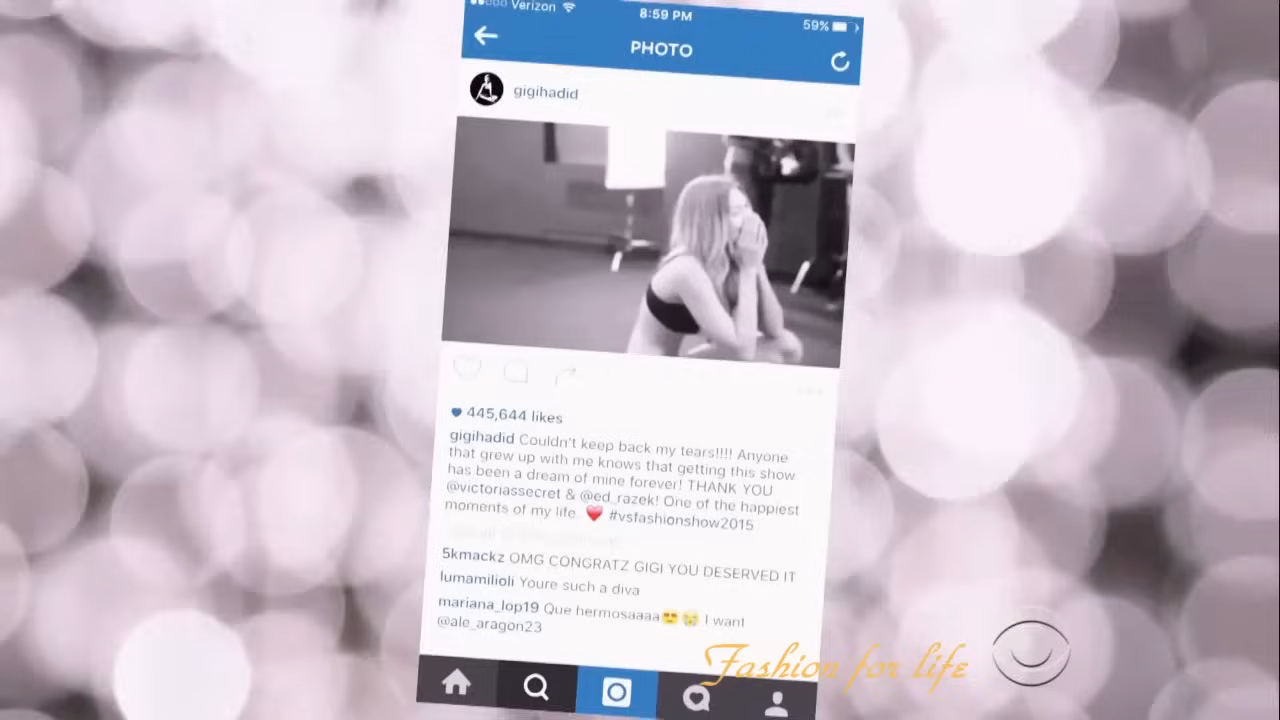 Verizon
8:59 PM
59%
PHOTO
gigihadid
445,644 likes
gigihadid Couldn't keep back my tears!!!! Anyone
that grew up with me knows that getting this show
has been a dream of mine forever! THANK YOU
@victoriassecret & @ed_razek! One of the happiest
moments of my life ❤️ #vsfashionshow2015
5kmackz OMG CONGRATZ GIGI YOU DESERVED IT
lumamilioli Youre such a diva
mariana_lop19 Que hermosaaaa😍😭 I want
@ale_aragon23
Fashion for life